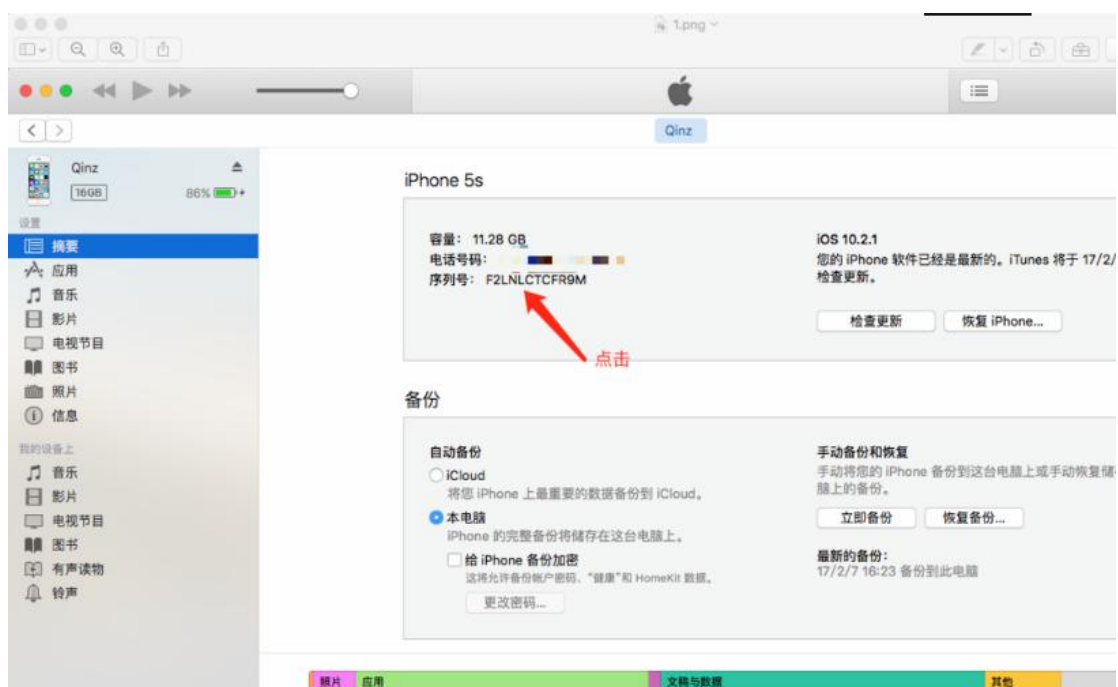 1.png
Qinz
Qinz
16GB
86%
设置
摘要
应用
音乐
影片
电视节目
图书
照片
信息
我的设备上
音乐
影片
电视节目
图书
有声读物
铃声
iPhone 5s
容量： 11.28 GB
电话号码：
序列号： F2LNLCTCFR9M
点击
iOS 10.2.1
您的 iPhone 软件已经是最新的。iTunes 将于 17/2/
检查更新。
检查更新
恢复 iPhone...
备份
自动备份
iCloud
将您 iPhone 上最重要的数据备份到 iCloud。
本电脑
iPhone 的完整备份将储存在这台电脑上。
给 iPhone 备份加密
这将允许备份帐户密码、“健康”和 HomeKit 数据。
更改密码...
手动备份和恢复
手动将您的 iPhone 备份到这台电脑上或手动恢复储
脑上的备份。
立即备份
恢复备份...
最新的备份：
17/2/7 16:23 备份到此电脑
照片
应用
文稿与数据
其他